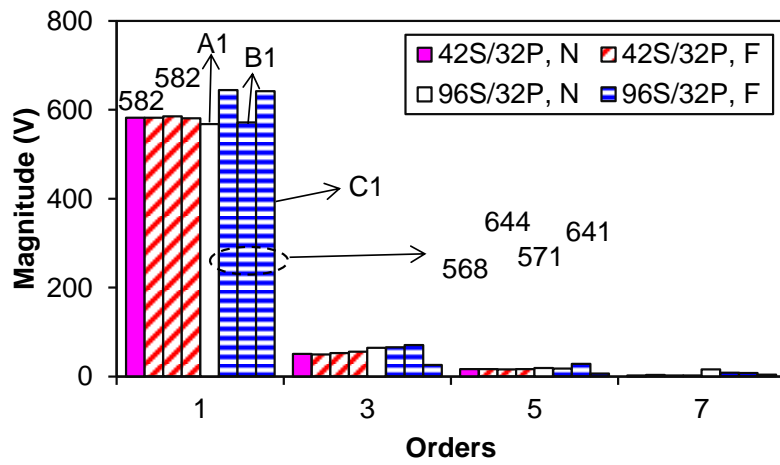 800
600
400
200
0
Magnitude (V)
42S/32P, N
42S/32P, F
96S/32P, N
96S/32P, F
582
582
A1
B1
C1
568
644
571
641
1
3
5
7
Orders